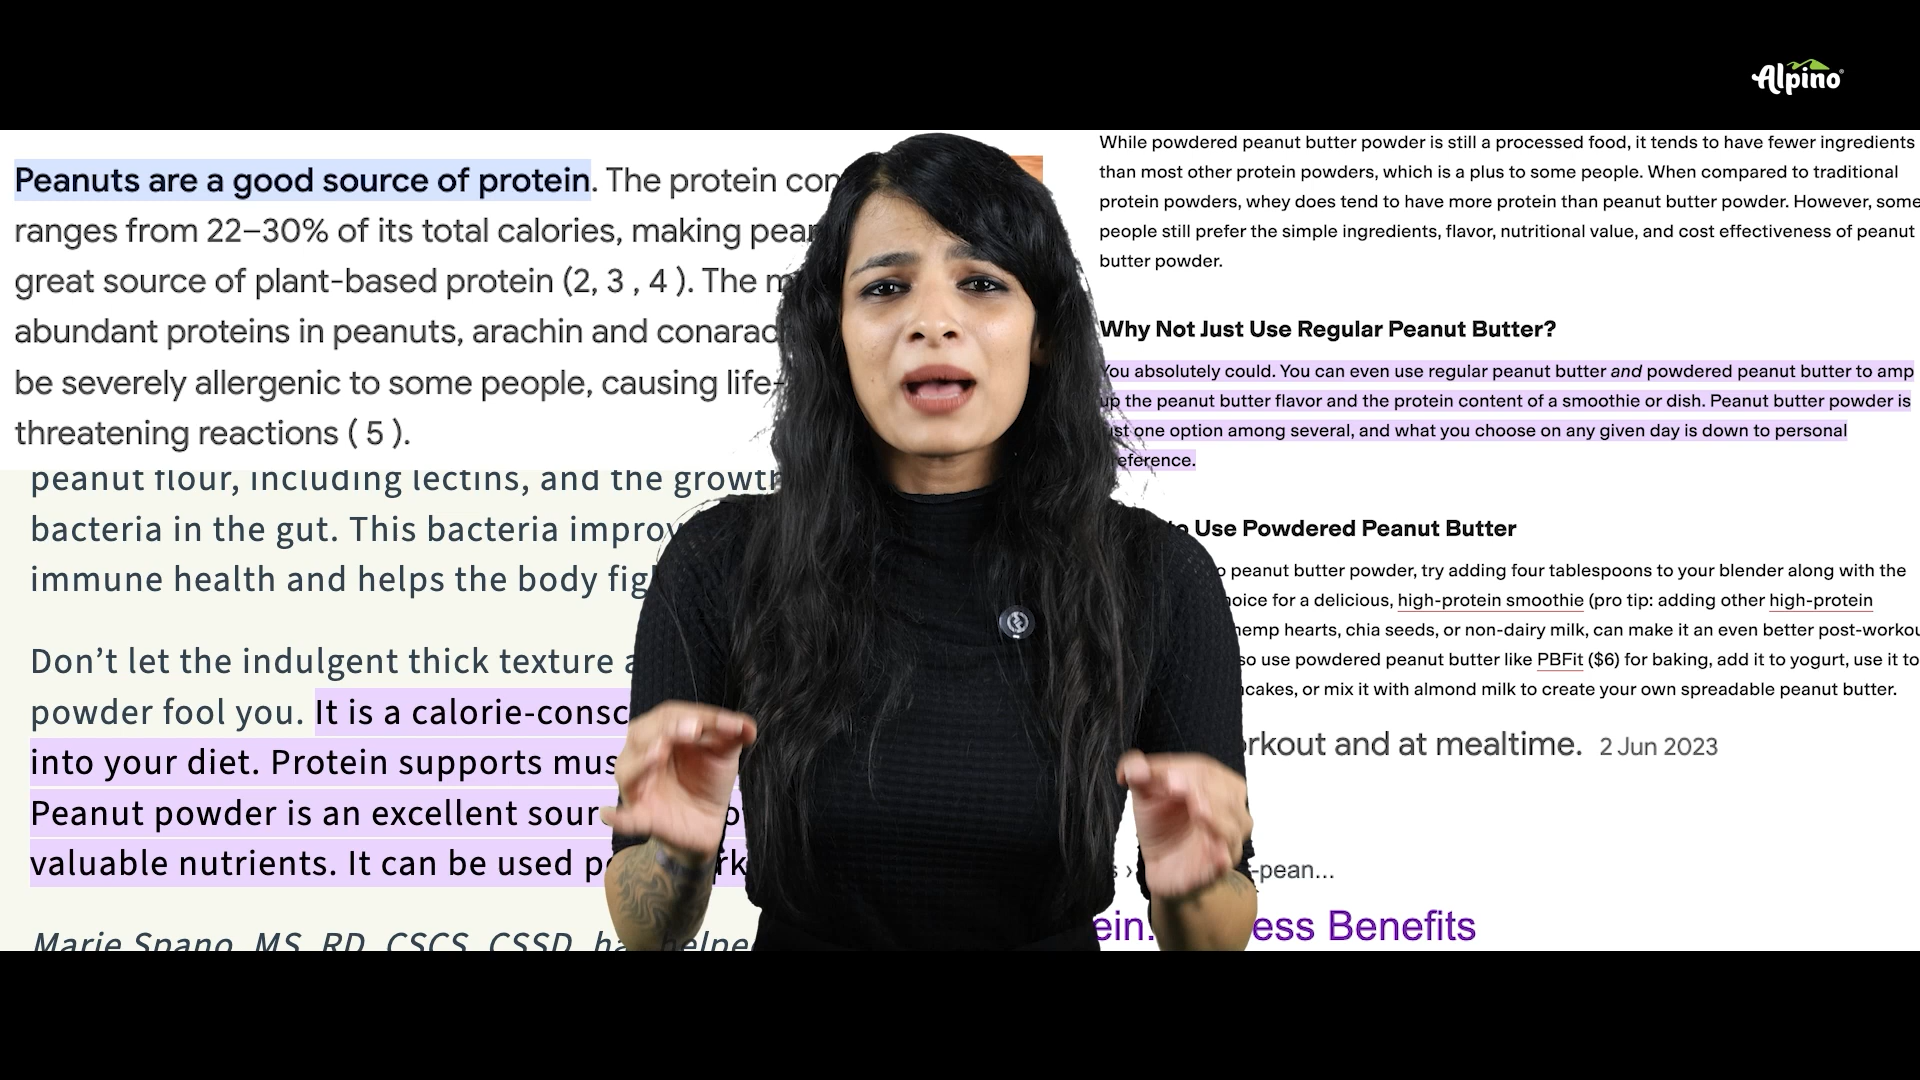 Alpino
Peanuts are a good source of protein. The protein
ranges from 22–30% of its total calories, making
great source of plant-based protein (2, 3 , 4 ). The
abundant proteins in peanuts, arachin and
be severely allergenic to some people, causing life-
threatening reactions ( 5 ).
peanut flour, including lectins, and the growth
bacteria in the gut. This bacteria
immune health and helps the body
Don’t let the indulgent thick texture
powder fool you. It is a
into your diet. Protein supports
Peanut powder is an excellent
valuable nutrients. It can be used
Marie Spano, MS, RD, CSCS, CSSD, has helped
While powdered peanut butter powder is still a processed food, it tends to have fewer ingredients
than most other protein powders, which is a plus to some people. When compared to traditional
protein powders, whey does tend to have more protein than peanut butter powder. However, some
people still prefer the simple ingredients, flavor, nutritional value, and cost effectiveness of peanut
butter powder.
Why Not Just Use Regular Peanut Butter?
You absolutely could. You can even use regular peanut butter and powdered peanut butter to amp
up the peanut butter flavor and the protein content of a smoothie or dish. Peanut butter powder is
just one option among several, and what you choose on any given day is down to personal
preference.
to Use Powdered Peanut Butter
peanut butter powder, try adding four tablespoons to your blender along with the
choice for a delicious, high-protein smoothie (pro tip: adding other high-protein
hemp hearts, chia seeds, or non-dairy milk, can make it an even better post-workout
so use powdered peanut butter like PBFit ($6) for baking, add it to yogurt, use it to
or mix it with almond milk to create your own spreadable peanut butter.
and at mealtime. 2 Jun 2023
Benefits